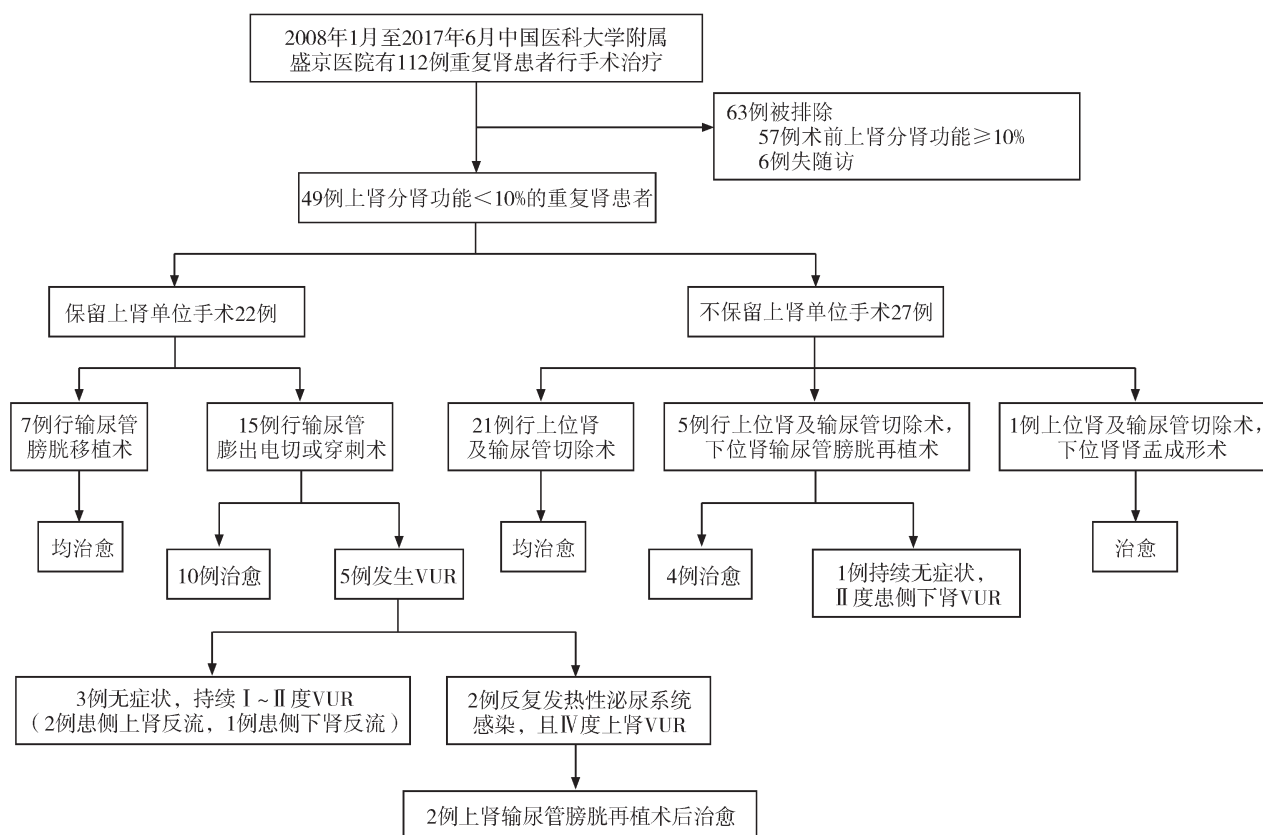 2008年1月至2017年6月中国医科大学附属
盛京医院有112例重复肾患者行手术治疗
63例被排除
57例术前上肾分肾功能≥10%
6例失随访
49例上肾分肾功能＜10%的重复肾患者
保留上肾单位手术22例
不保留上肾单位手术27例
7例行输尿管
膀胱移植术
15例行输尿管
膨出电切或穿刺术
21例行上位肾
及输尿管切除术
5例行上位肾及输尿管切除术，
下位肾输尿管膀胱再植术
1例上位肾及输尿管切除术，
下位肾肾盂成形术
均治愈
10例治愈
5例发生VUR
均治愈
4例治愈
1例持续无症状，
Ⅱ度患侧下肾VUR
治愈
3例无症状，持续Ⅰ~Ⅱ度VUR
（2例患侧上肾反流，1例患侧下肾反流）
2例反复发热性泌尿系统
感染，且Ⅳ度上肾VUR
2例上肾输尿管膀胱再植术后治愈